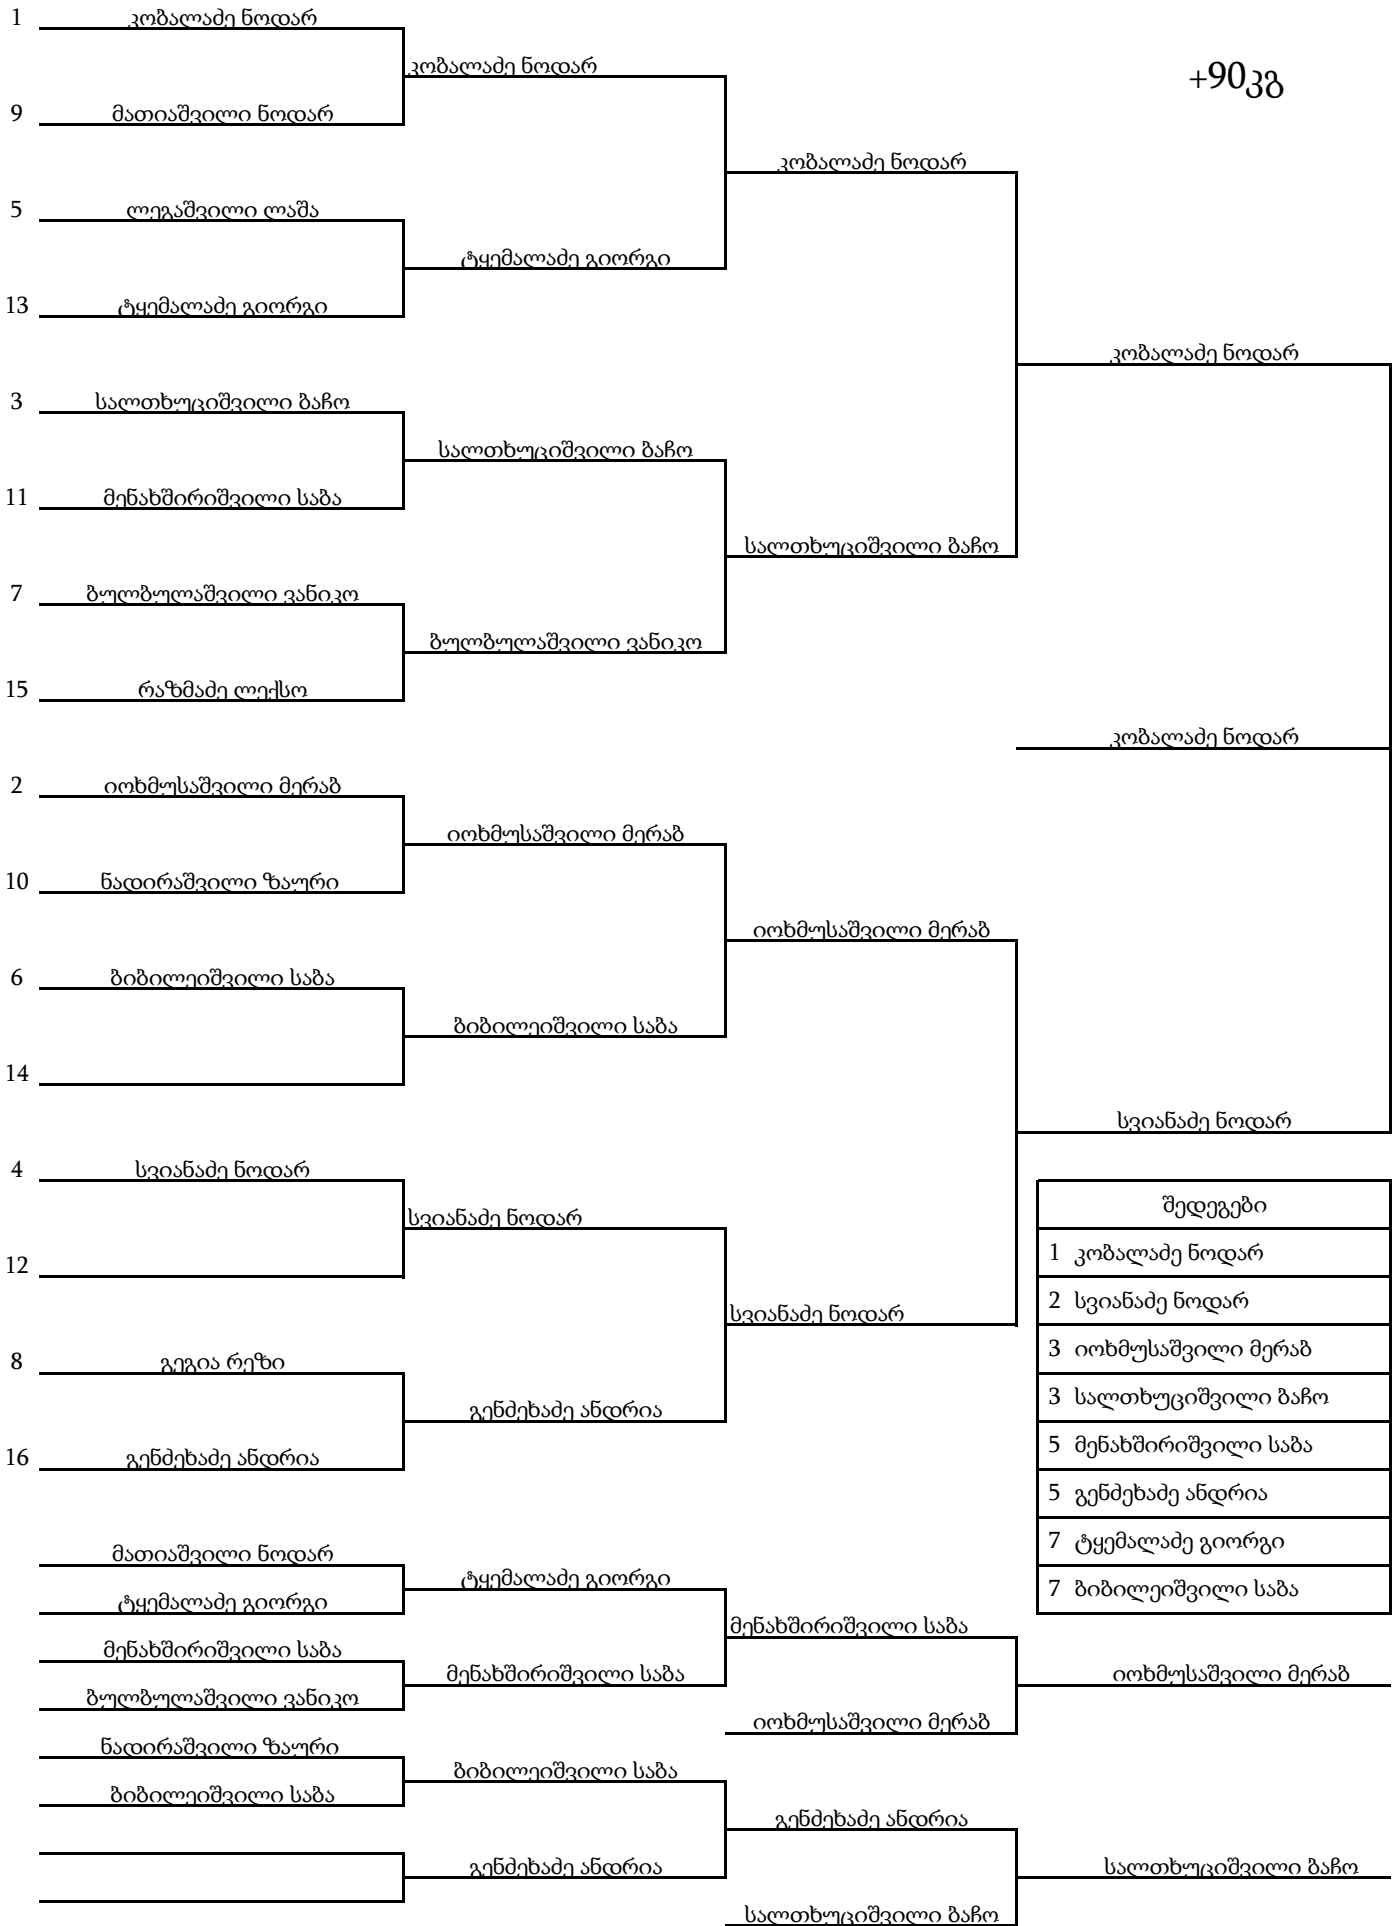 1 კობალაძე ნოდარ
კობალაძე ნოდარ
+90კგ
9 მათიაშვილი ნოდარ
კობალაძე ნოდარ
5 ლეგაშვილი ლაშა
ტყემალაძე გიორგი
13 ტყემალაძე გიორგი
კობალაძე ნოდარ
3 სალთხუციშვილი ბაჩო
სალთხუციშვილი ბაჩო
11 მენახშირიშვილი საბა
სალთხუციშვილი ბაჩო
7 ბულბულაშვილი ვანიკო
ბულბულაშვილი ვანიკო
15 რაზმაძე ლექსო
კობალაძე ნოდარ
2 იოხმუსაშვილი მერაბ
იოხმუსაშვილი მერაბ
10 ნადირაშვილი ზაური
იოხმუსაშვილი მერაბ
6 ბიბილეიშვილი საბა
ბიბილეიშვილი საბა
14
სვიანაძე ნოდარ
4 სვიანაძე ნოდარ
შედეგები
სვიანაძე ნოდარ
1 კობალაძე ნოდარ
12
2 სვიანაძე ნოდარ
სვიანაძე ნოდარ
3 იოხმუსაშვილი მერაბ
8 გეგია რეზი
3 სალთხუციშვილი ბაჩო
გენძეხაძე ანდრია
5 მენახშირიშვილი საბა
16 გენძეხაძე ანდრია
5 გენძეხაძე ანდრია
7 ტყემალაძე გიორგი
მათიაშვილი ნოდარ
ტყემალაძე გიორგი
7 ბიბილეიშვილი საბა
ტყემალაძე გიორგი
მენახშირიშვილი საბა
მენახშირიშვილი საბა
მენახშირიშვილი საბა
იოხმუსაშვილი მერაბ
ბულბულაშვილი ვანიკო
იოხმუსაშვილი მერაბ
ნადირაშვილი ზაური
ბიბილეიშვილი საბა
ბიბილეიშვილი საბა
გენძეხაძე ანდრია
გენძეხაძე ანდრია
სალთხუციშვილი ბაჩო
სალთხუციშვილი ბაჩო